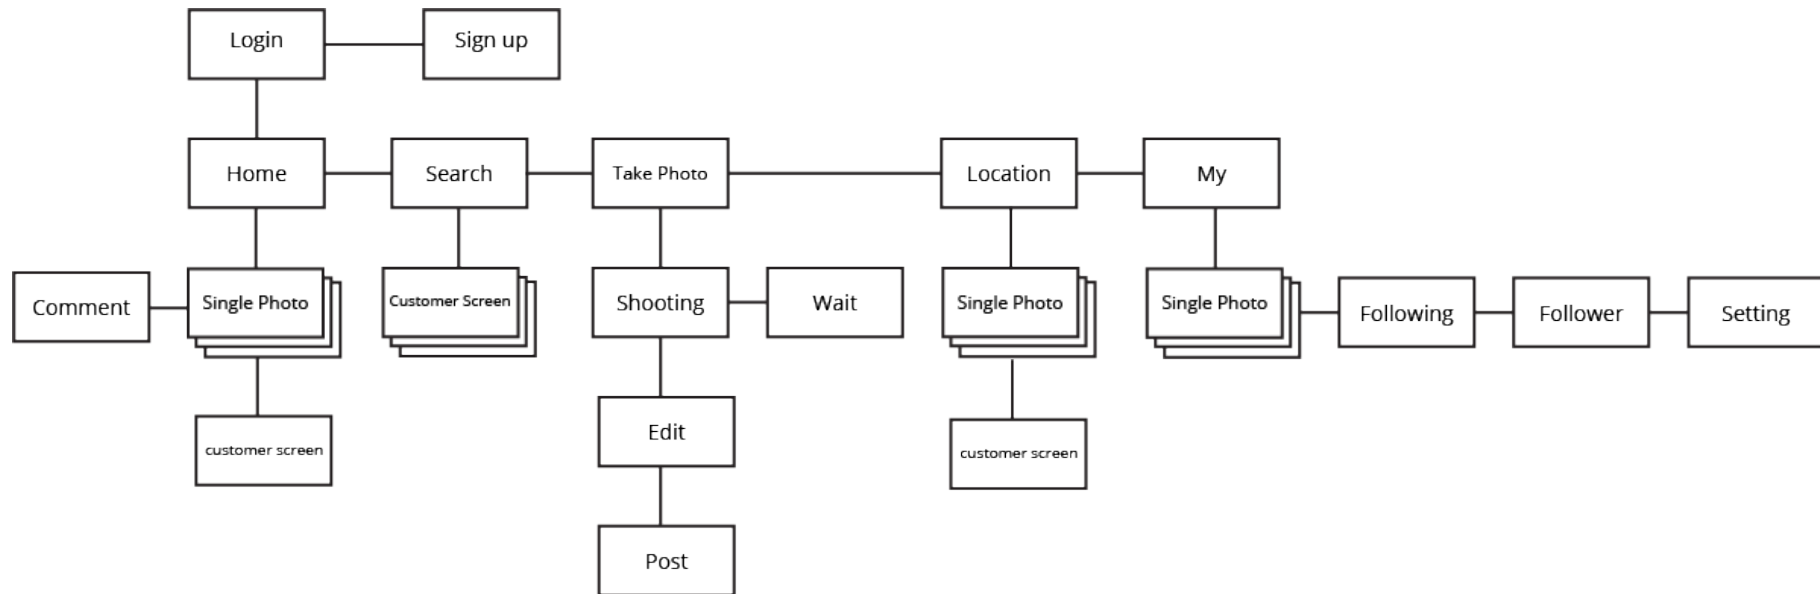 Login
Sign up
Home
Search
Take Photo
Location
My
Comment
Single Photo
Customer Screen
Shooting
Wait
Single Photo
Single Photo
Following
Follower
Setting
customer screen
Edit
customer screen
Post